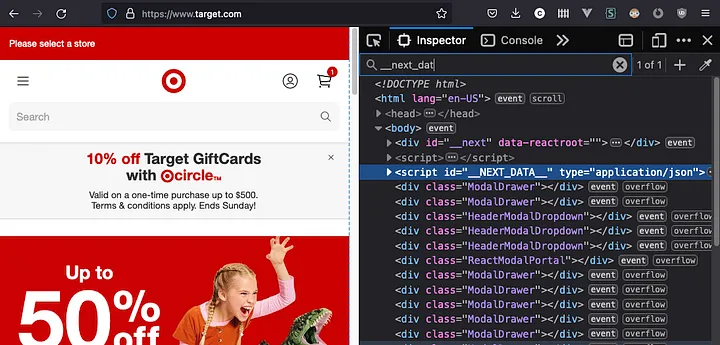 https://www.target.com
Please select a store
1
Search
10% off Target GiftCards
with circle™
Valid on a one-time purchase up to $500.
Terms & conditions apply. Ends Sunday!
Up to
50%
off
Inspector
Console
__next_dat
1 of 1
<!DOCTYPE html>
<html lang="en-US"> event scroll
<head> </head>
<body> event
<div id="__next" data-reactroot=""> </div> event
<script> </script>
<script id="__NEXT_DATA__" type="application/json">
<div class="ModalDrawer"></div> event overflow
<div class="ModalDrawer"></div> event overflow
<div class="HeaderModalDropdown"></div> event overflow
<div class="HeaderModalDropdown"></div> event overflow
<div class="HeaderModalDropdown"></div> event overflow
<div class="ReactModalPortal"></div> event overflow
<div class="ModalDrawer"></div> event overflow
<div class="ModalDrawer"></div> event overflow
<div class="ModalDrawer"></div> event overflow
<div class="ModalDrawer"></div> event overflow
<div class="ModalDrawer"></div> event overflow